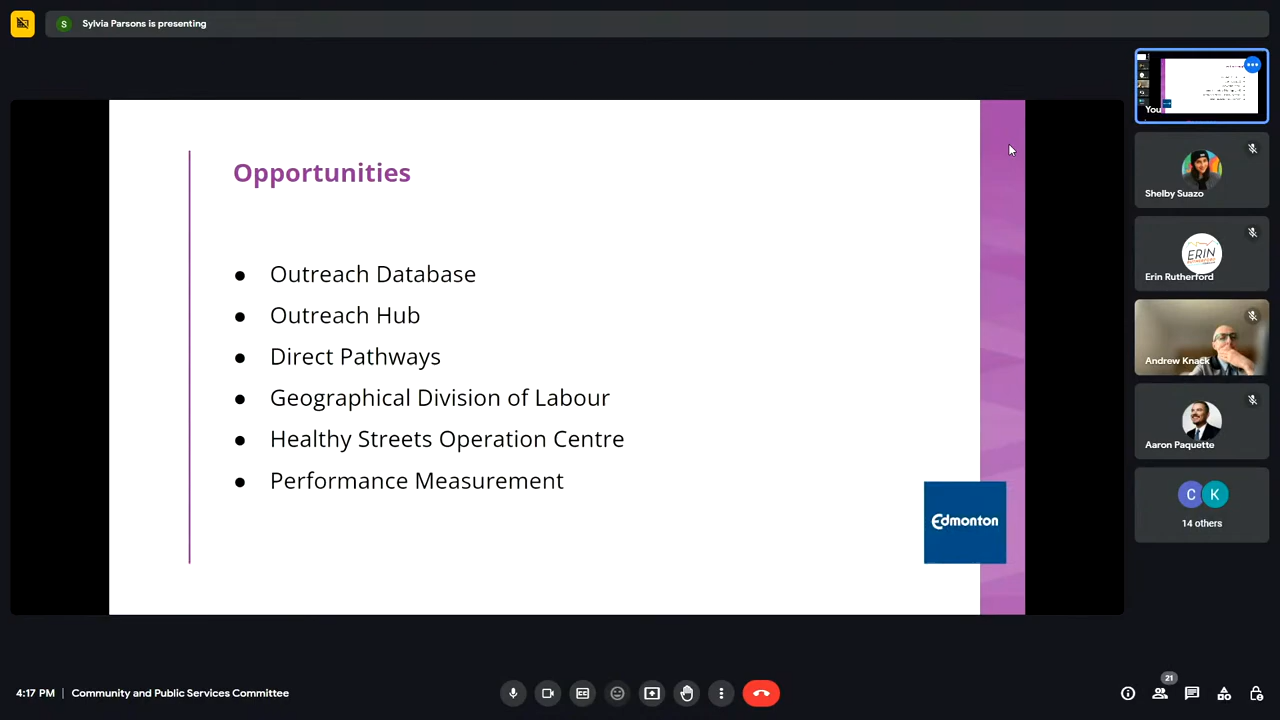 S
Sylvia Parsons is presenting
Opportunities
● Outreach Database
● Outreach Hub
● Direct Pathways
● Geographical Division of Labour
● Healthy Streets Operation Centre
● Performance Measurement
Edmonton
You
Shelby Suazo
ERIN
Erin Rutherford
Andrew Knack
Aaron Paquette
C K
14 others
4:17 PM | Community and Public Services Committee
21